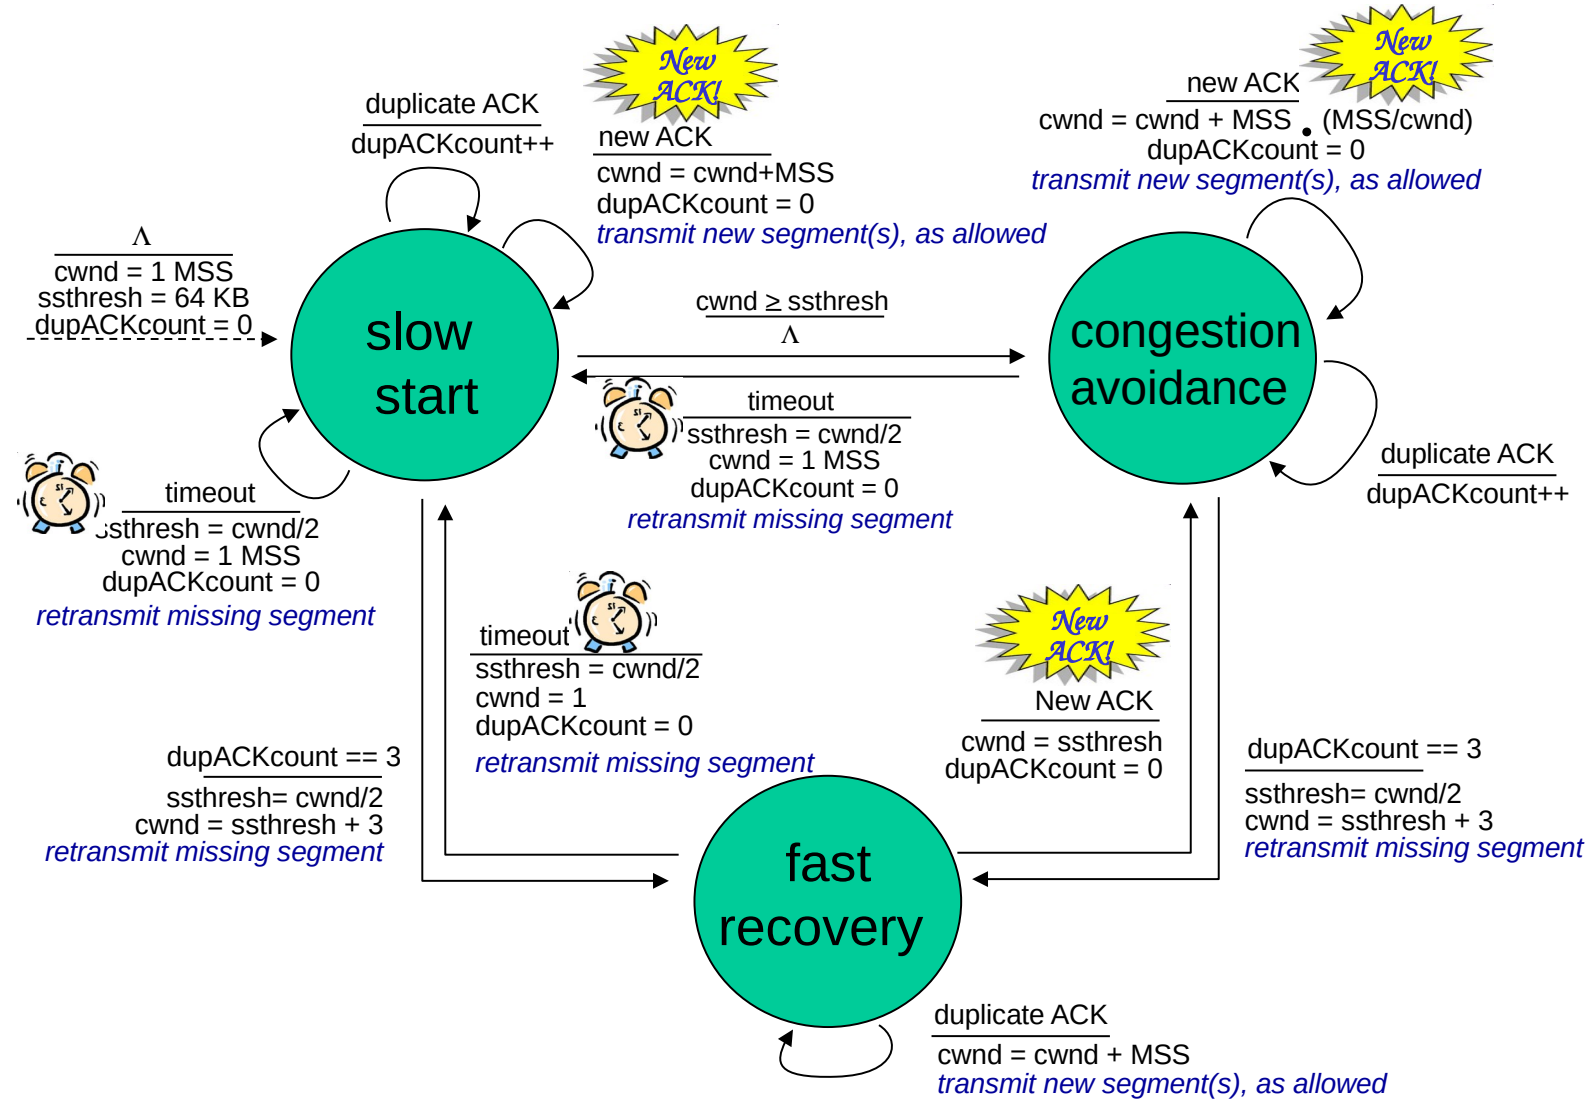 New
ACK!
duplicate ACK
dupACKcount++
new ACK
cwnd = cwnd+MSS
dupACKcount = 0
transmit new segment(s), as allowed
New
ACK!
new ACK
cwnd = cwnd + MSS • (MSS/cwnd)
dupACKcount = 0
transmit new segment(s), as allowed
Λ
cwnd = 1 MSS
ssthresh = 64 KB
dupACKcount = 0
slow
start
cwnd ≥ ssthresh
Λ
congestion
avoidance
timeout
ssthresh = cwnd/2
cwnd = 1 MSS
dupACKcount = 0
retransmit missing segment
duplicate ACK
dupACKcount++
timeout
ssthresh = cwnd/2
cwnd = 1 MSS
dupACKcount = 0
retransmit missing segment
timeout
ssthresh = cwnd/2
cwnd = 1
dupACKcount = 0
retransmit missing segment
New
ACK!
New ACK
cwnd = ssthresh
dupACKcount = 0
dupACKcount == 3
ssthresh= cwnd/2
cwnd = ssthresh + 3
retransmit missing segment
dupACKcount == 3
ssthresh= cwnd/2
cwnd = ssthresh + 3
retransmit missing segment
fast
recovery
duplicate ACK
cwnd = cwnd + MSS
transmit new segment(s), as allowed